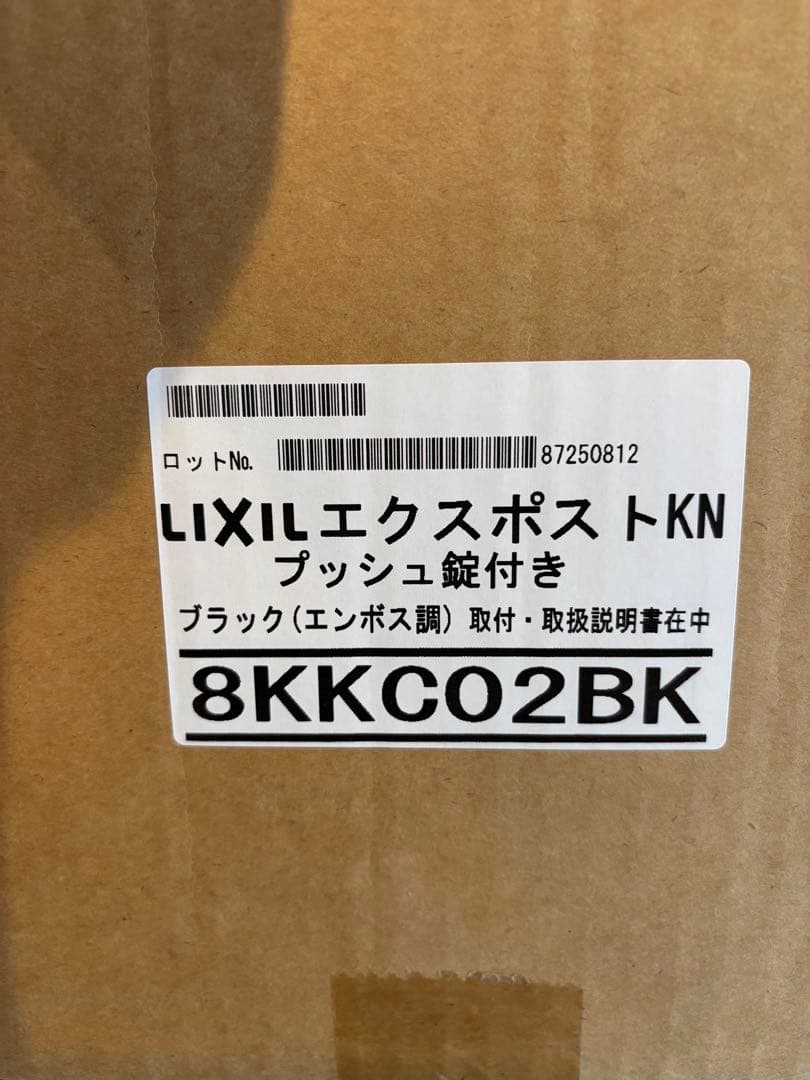 ロットNo. 87250812
LIXILエクスポストKN
プッシュ錠付き
ブラック(エンボス調) 取付・取扱説明書在中
8KKC02BK